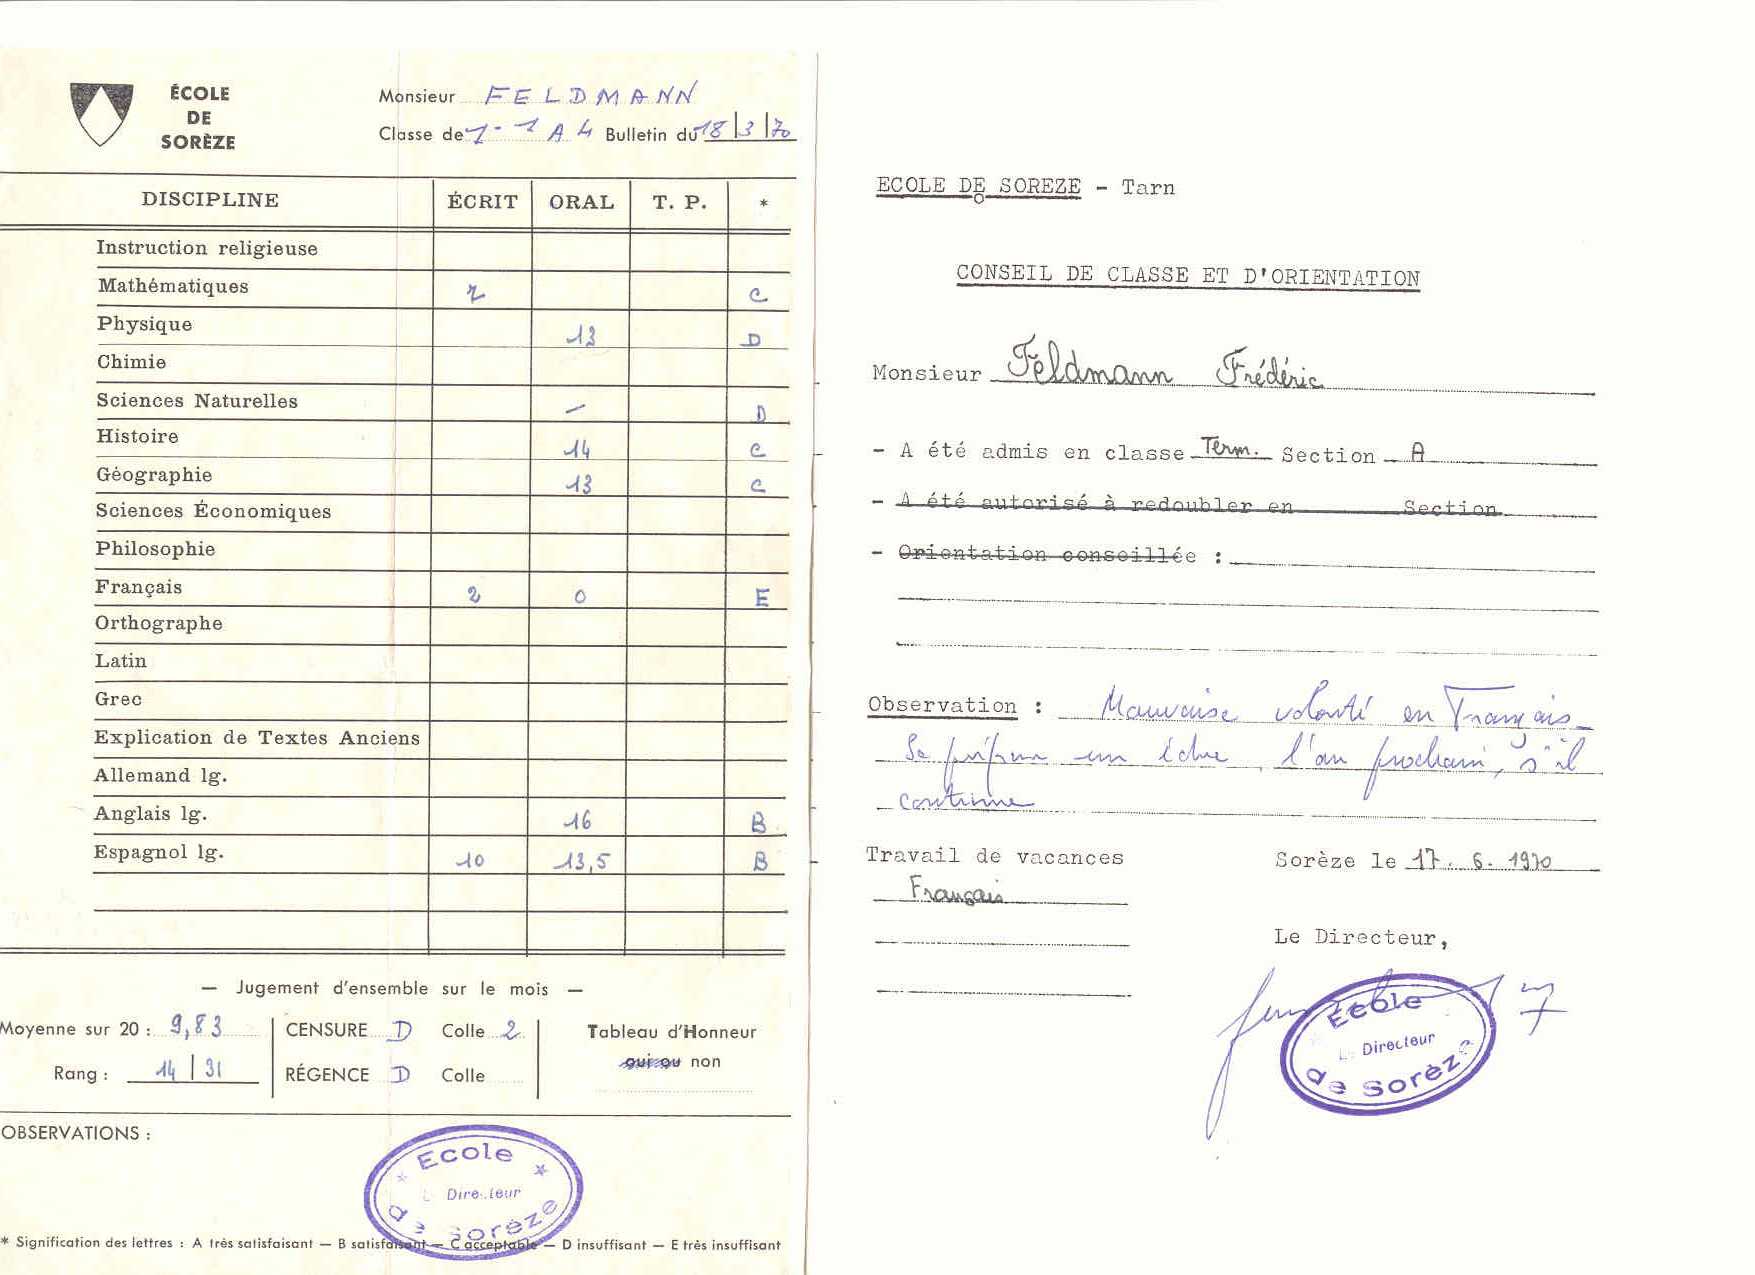 ÉCOLE
DE
SORÈZE
Monsieur FELDMANN
Classe de 1 A 4 Bulletin du 18/3/70
DISCIPLINE ÉCRIT ORAL T. P. *
Instruction religieuse
Mathématiques C
Physique 13 D
Chimie
Sciences Naturelles — D
Histoire 14 C
Géographie 13 C
Sciences Économiques
Philosophie
Français 2 0 E
Orthographe
Latin
Grec
Explication de Textes Anciens
Allemand lg.
Anglais lg. 16 B
Espagnol lg. 10 13,5 B
— Jugement d'ensemble sur le mois —
Moyenne sur 20 : 9,83 CENSURE D Colle 2 Tableau d'Honneur
Rang : 14 | 31 RÉGENCE D Colle oui ou non
OBSERVATIONS :
Ecole
Directeur
de Sorèze
* Signification des lettres : A très satisfaisant — B satisfaisant — C acceptable — D insuffisant — E très insuffisant
ECOLE DE SOREZE - Tarn
CONSEIL DE CLASSE ET D'ORIENTATION
Monsieur Feldmann Frédéric
- A été admis en classe Term. Section A
- A été autorisé à redoubler en Section
- Orientation conseillée :
Observation : Mauvaise volonté en Français
Se prépare un échec l'an prochain, s'il
continue
Travail de vacances Sorèze le 17. 6. 1970
Français
Le Directeur,
Ecole
Directeur
de Sorèze